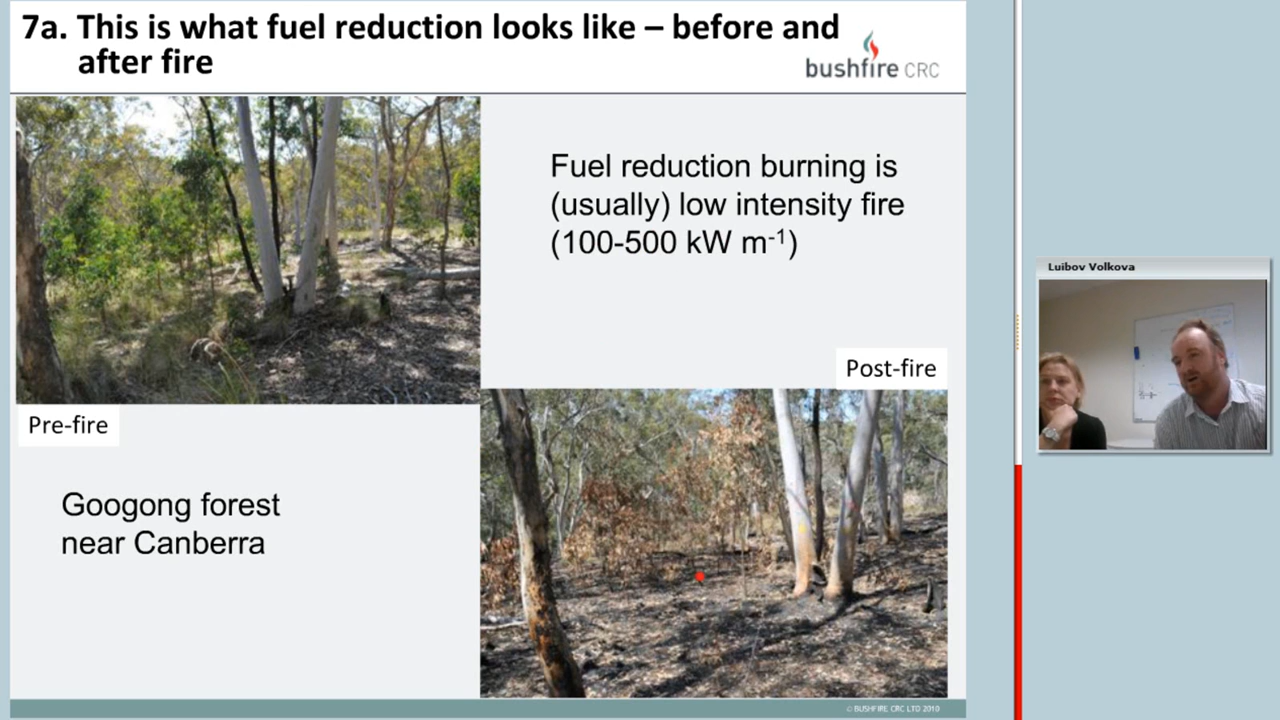 7a. This is what fuel reduction looks like – before and
after fire
bushfire CRC
Fuel reduction burning is
(usually) low intensity fire
(100-500 kW m-1)
Luibov Volkova
Post-fire
Pre-fire
Googong forest
near Canberra
© BUSHFIRE CRC LTD 2010